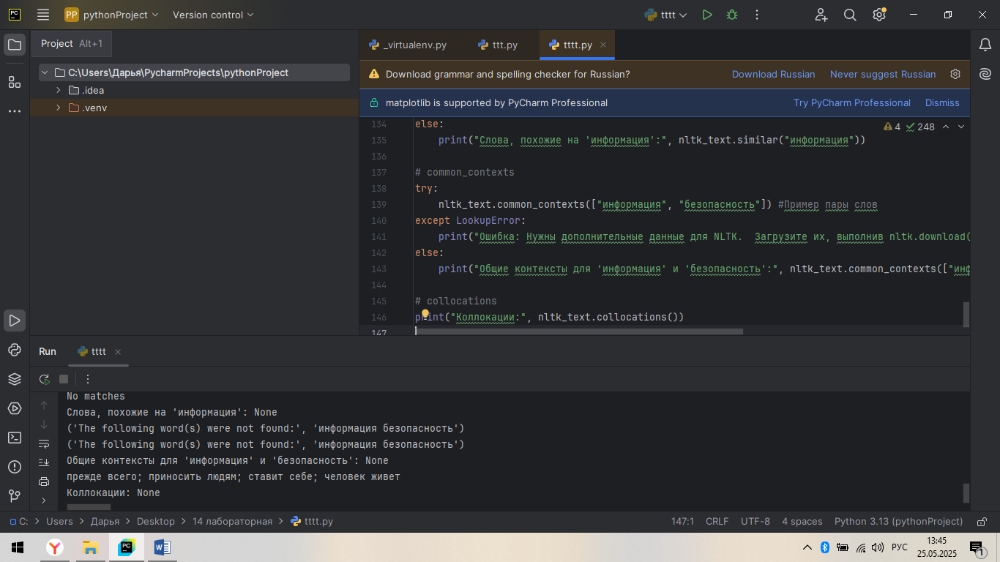 PC
PP pythonProject Version control tttt
Project Alt+1
_virtualenv.py ttt.py tttt.py
Download grammar and spelling checker for Russian? Download Russian Never suggest Russian
matplotlib is supported by PyCharm Professional Try PyCharm Professional Dismiss
C:\Users\Дарья\PycharmProjects\pythonProject
.idea
.venv
4 248
134 else:
135 print("Слова, похожие на 'информация':", nltk_text.similar("информация"))
136
137 # common_contexts
138 try:
139 nltk_text.common_contexts(["информация", "безопасность"]) #Пример пары слов
140 except LookupError:
141 print("Ошибка: Нужны дополнительные данные для NLTK.  Загрузите их, выполнив nltk.download(
142 else:
143 print("Общие контексты для 'информация' и 'безопасность':", nltk_text.common_contexts(["инф
144
145 # collocations
146 print("Коллокации:", nltk_text.collocations())
147
Run tttt
No matches
Слова, похожие на 'информация': None
('The following word(s) were not found:', 'информация безопасность')
('The following word(s) were not found:', 'информация безопасность')
Общие контексты для 'информация' и 'безопасность': None
прежде всего; приносить людям; ставит себе; человек живет
Коллокации: None
C: > Users > Дарья > Desktop > 14 лабораторная > tttt.py 147:1 CRLF UTF-8 4 spaces Python 3.13 (pythonProject)
РУС 13:45
25.05.2025
1